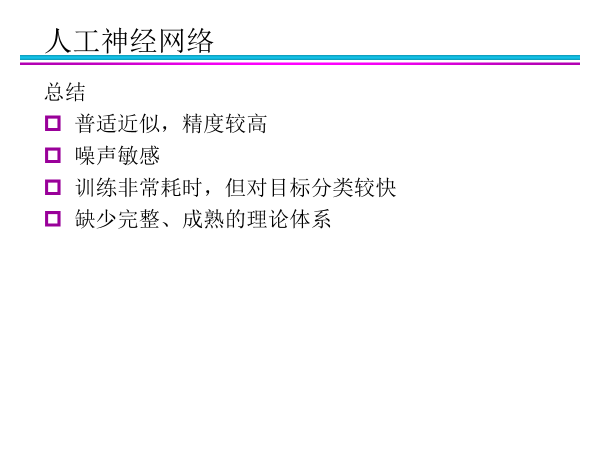 人工神经网络
总结
普适近似，精度较高
噪声敏感
训练非常耗时，但对目标分类较快
缺少完整、成熟的理论体系